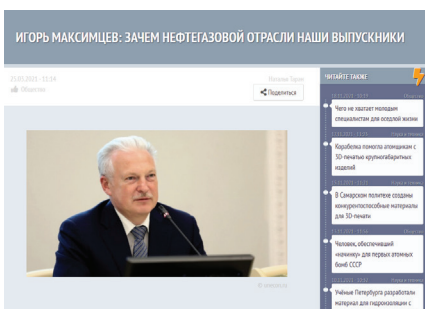 ИГОРЬ МАКСИМЦЕВ: ЗАЧЕМ НЕФТЕГАЗОВОЙ ОТРАСЛИ НАШИ ВЫПУСКНИКИ
Общество
Поделиться
ЧИТАЙТЕ ТАКЖЕ
Чего не хватает молодым
специалистам для оседлой жизни
Корабелка помогла атомщикам с
3D-печатью крупногабаритных
изделий
В Самарском политехе созданы
конкурентоспособные материалы
для 3D-печати
Человек, обеспечивший
«начинку» для первых атомных
бомб СССР
Учёные Петербурга разработали
материал для гидроизоляции с